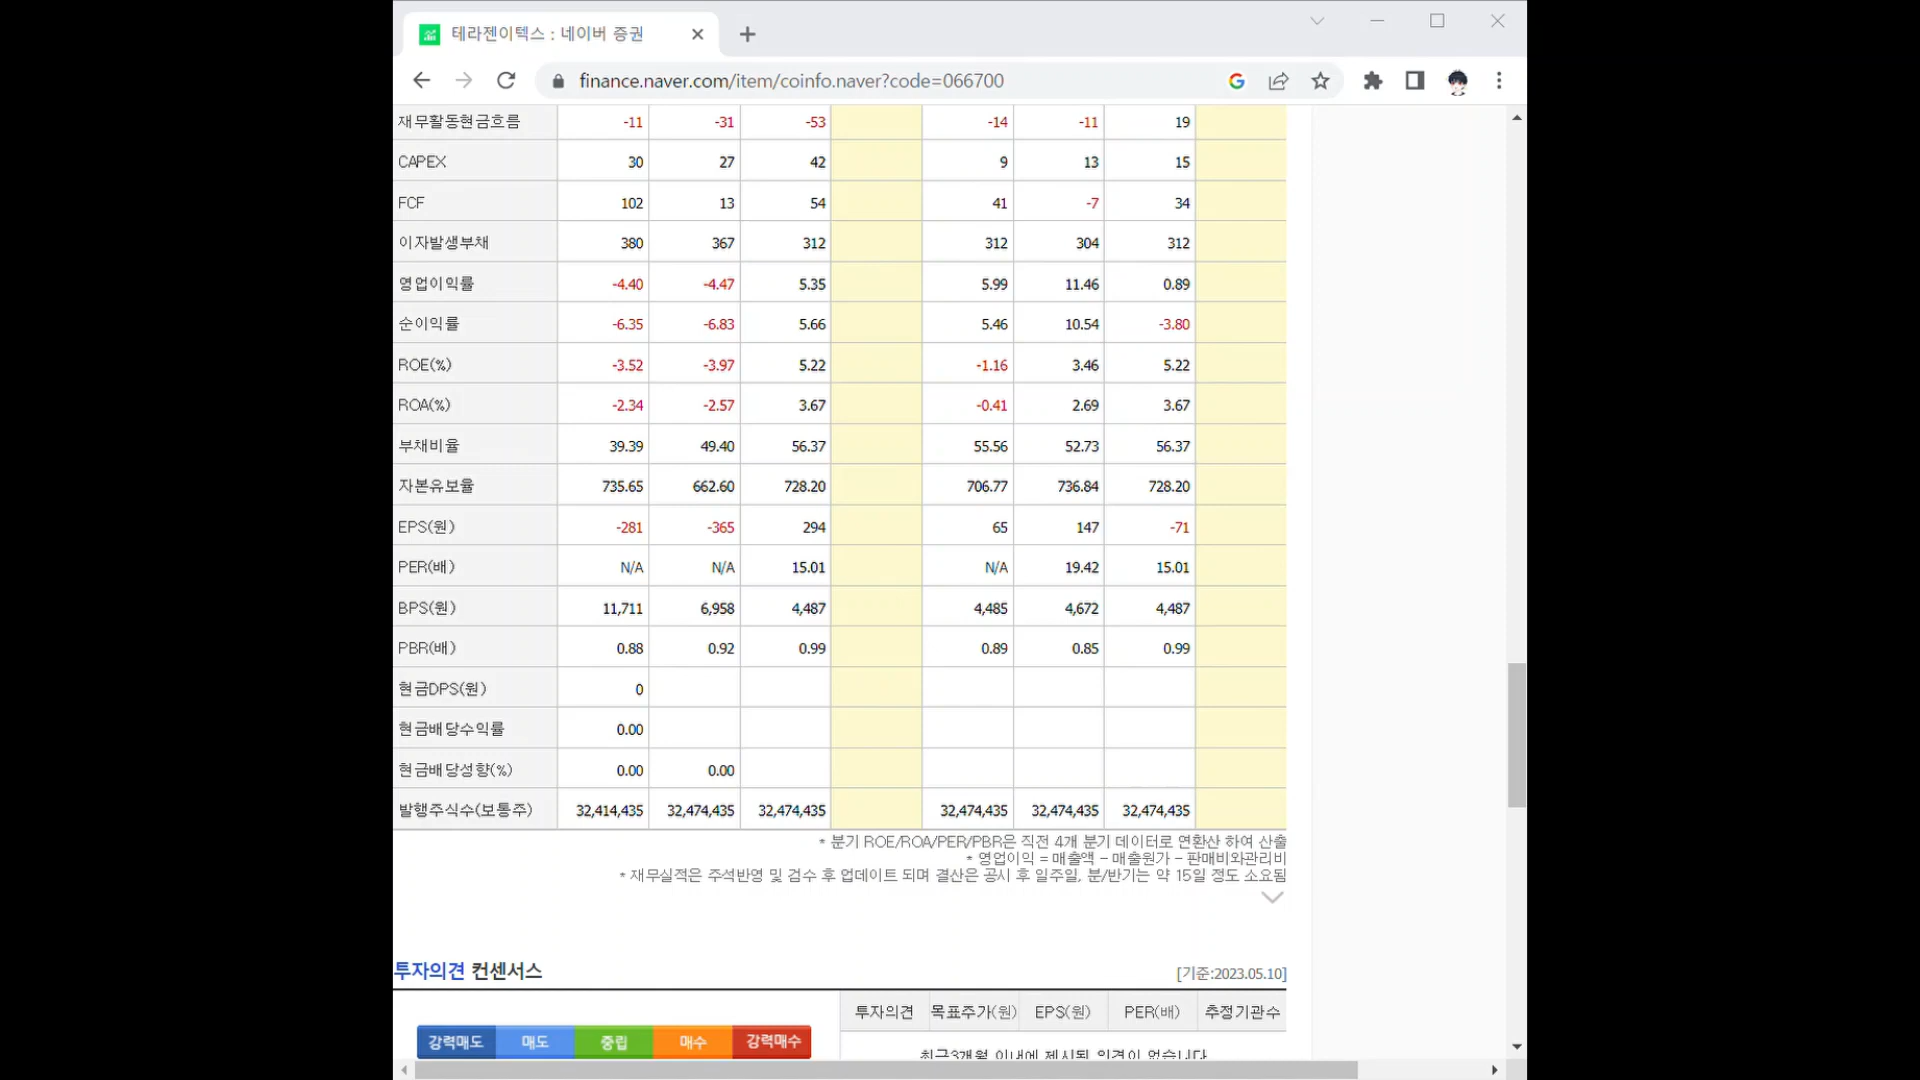 테라젠이텍스 : 네이버 증권
finance.naver.com/item/coinfo.naver?code=066700
재무활동현금흐름 -11 -31 -53 -14 -11 19
CAPEX 30 27 42 9 13 15
FCF 102 13 54 41 -7 34
이자발생부채 380 367 312 312 304 312
영업이익률 -4.40 -4.47 5.35 5.99 11.46 0.89
순이익률 -6.35 -6.83 5.66 5.46 10.54 -3.80
ROE(%) -3.52 -3.97 5.22 -1.16 3.46 5.22
ROA(%) -2.34 -2.57 3.67 -0.41 2.69 3.67
부채비율 39.39 49.40 56.37 55.56 52.73 56.37
자본유보율 735.65 662.60 728.20 706.77 736.84 728.20
EPS(원) -281 -365 294 65 147 -71
PER(배) N/A N/A 15.01 N/A 19.42 15.01
BPS(원) 11,711 6,958 4,487 4,485 4,672 4,487
PBR(배) 0.88 0.92 0.99 0.89 0.85 0.99
현금DPS(원) 0
현금배당수익률 0.00
현금배당성향(%) 0.00 0.00
발행주식수(보통주) 32,414,435 32,474,435 32,474,435 32,474,435 32,474,435 32,474,435
* 분기 ROE/ROA/PER/PBR은 직전 4개 분기 데이터로 연환산 하여 산출
* 영업이익 = 매출액 - 매출원가 - 판매비와관리비
* 재무실적은 주석반영 및 검수 후 업데이트 되며 결산은 공시 후 일주일, 분/반기는 약 15일 정도 소요됨
투자의견 컨센서스 [기준:2023.05.10]
투자의견 목표주가(원) EPS(원) PER(배) 추정기관수
강력매도 매도 중립 매수 강력매수
최근3개월 이내에 제시된 의견이 없습니다